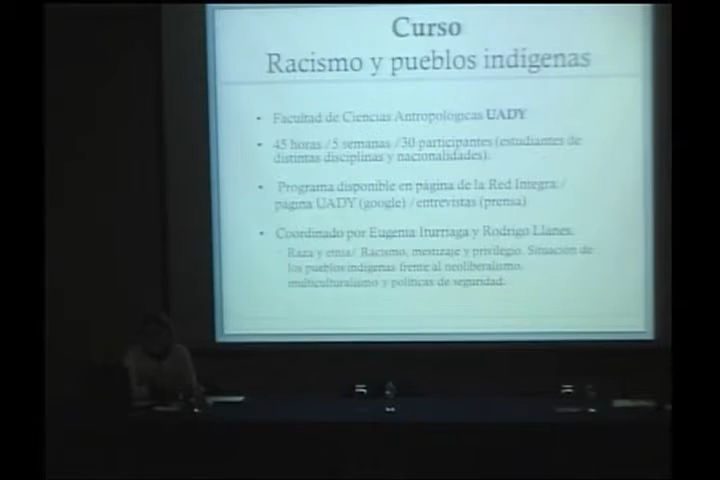 Curso
Racismo y pueblos indígenas
• Facultad de Ciencias Antropológicas UADY
• 45 horas /5 semanas /30 participantes (estudiantes de
distintas disciplinas y nacionalidades).
• Programa disponible en página de la Red Integra /
página UADY (google) /entrevistas (prensa)
• Coordinado por Eugenia Iturriaga y Rodrigo Llanes.
Raza y etnia/ Racismo, mestizaje y privilegio. Situación de
los pueblos indígenas frente al neoliberalismo,
multiculturalismo y políticas de seguridad.